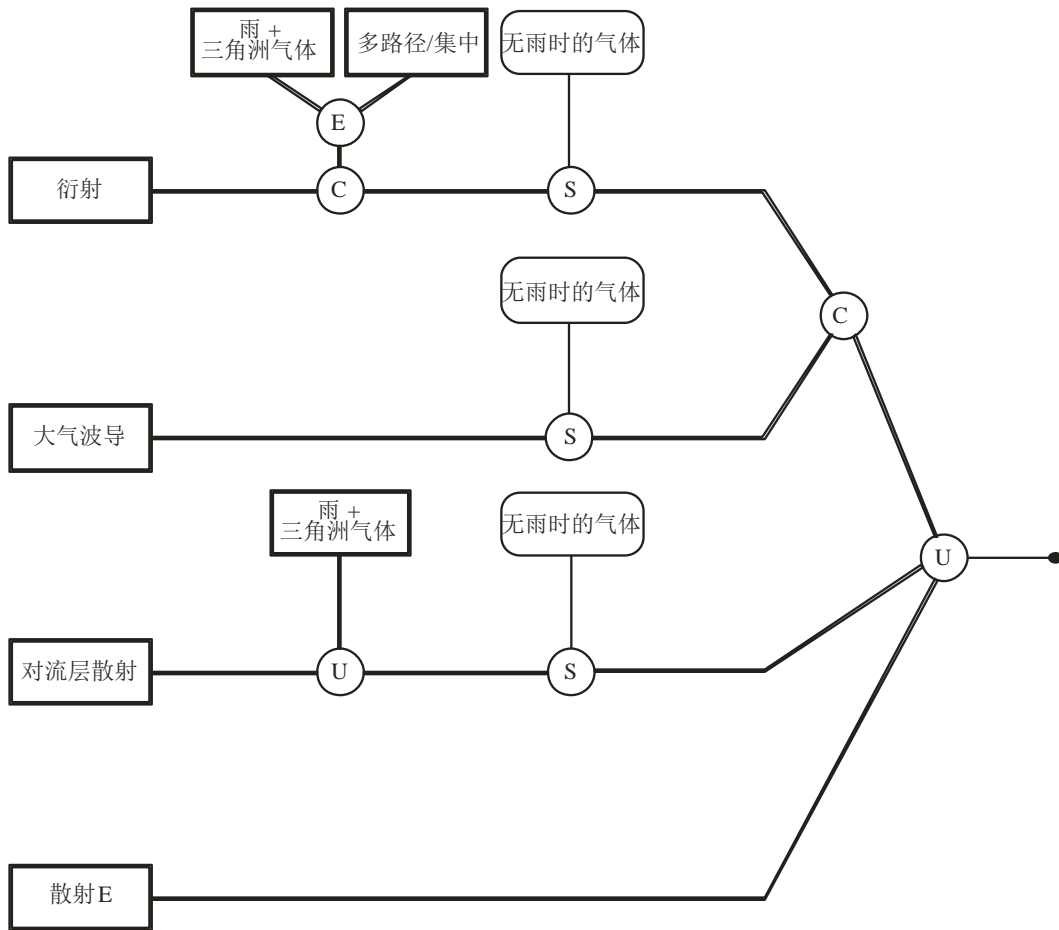 雨 +
三角洲气体
多路径/集中
无雨时的气体
E
衍射
C
S
无雨时的气体
C
大气波导
S
雨 +
三角洲气体
无雨时的气体
U
对流层散射
U
S
散射E